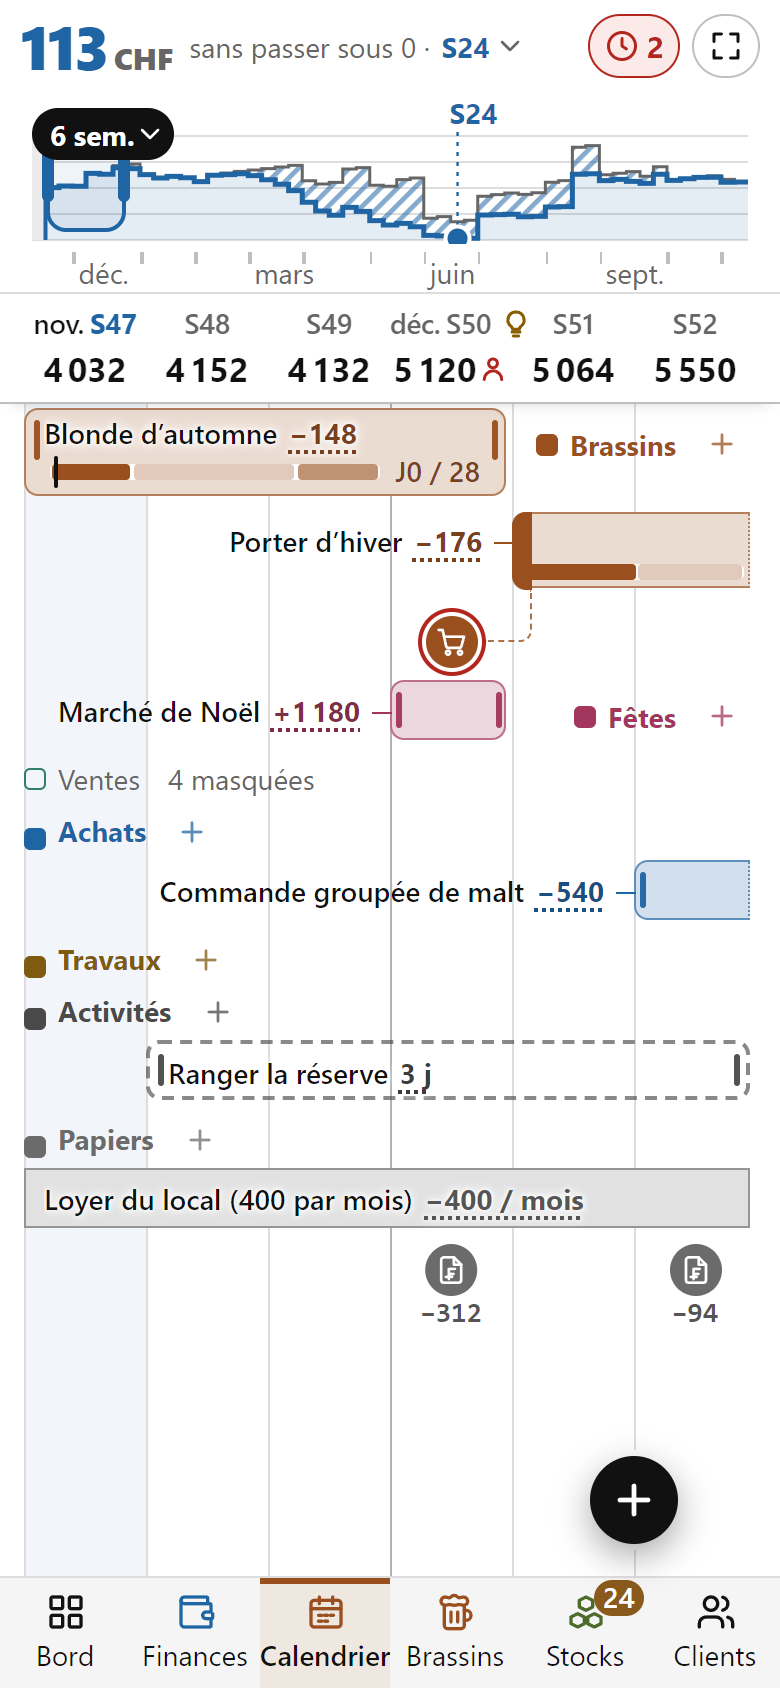 113 CHF sans passer sous 0 · S24
2
6 sem.
S24
déc. mars juin sept.
nov. S47 S48 S49 déc. S50 S51 S52
4 032 4 152 4 132 5 120 5 064 5 550
Blonde d’automne −148
J0 / 28
Brassins +
Porter d’hiver −176
Marché de Noël +1 180
Fêtes +
Ventes 4 masquées
Achats +
Commande groupée de malt −540
Travaux +
Activités +
Ranger la réserve 3 j
Papiers +
Loyer du local (400 par mois) −400 / mois
−312 −94
+
24
Bord Finances Calendrier Brassins Stocks Clients